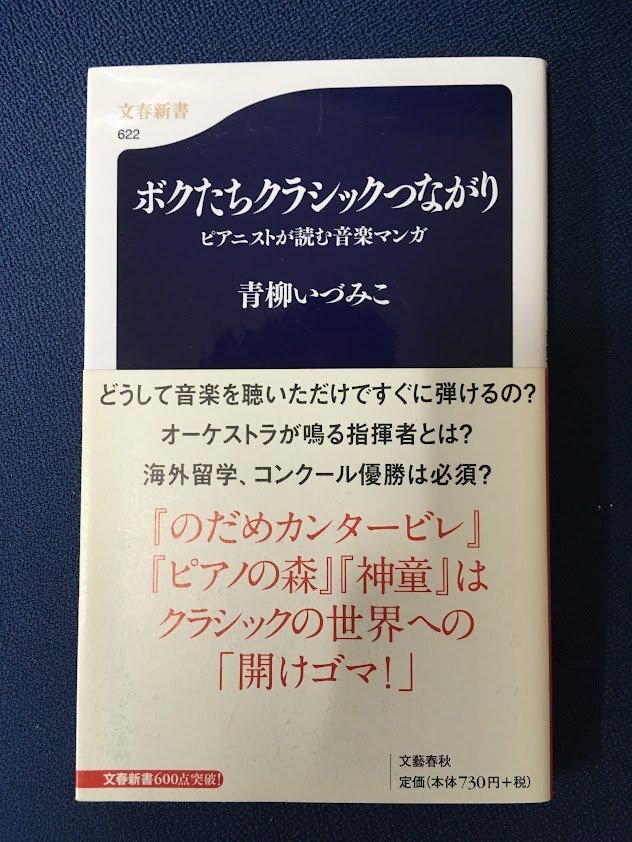 文春新書
622
ボクたちクラシックつながり
ピアニストが読む音楽マンガ
青柳いづみこ
どうして音楽を聴いただけですぐに弾けるの?
オーケストラが鳴る指揮者とは?
海外留学、コンクール優勝は必須?
『のだめカンタービレ』
『ピアノの森』『神童』は
クラシックの世界への
「開けゴマ!」
文春新書600点突破!
文藝春秋
定価(本体730円+税)